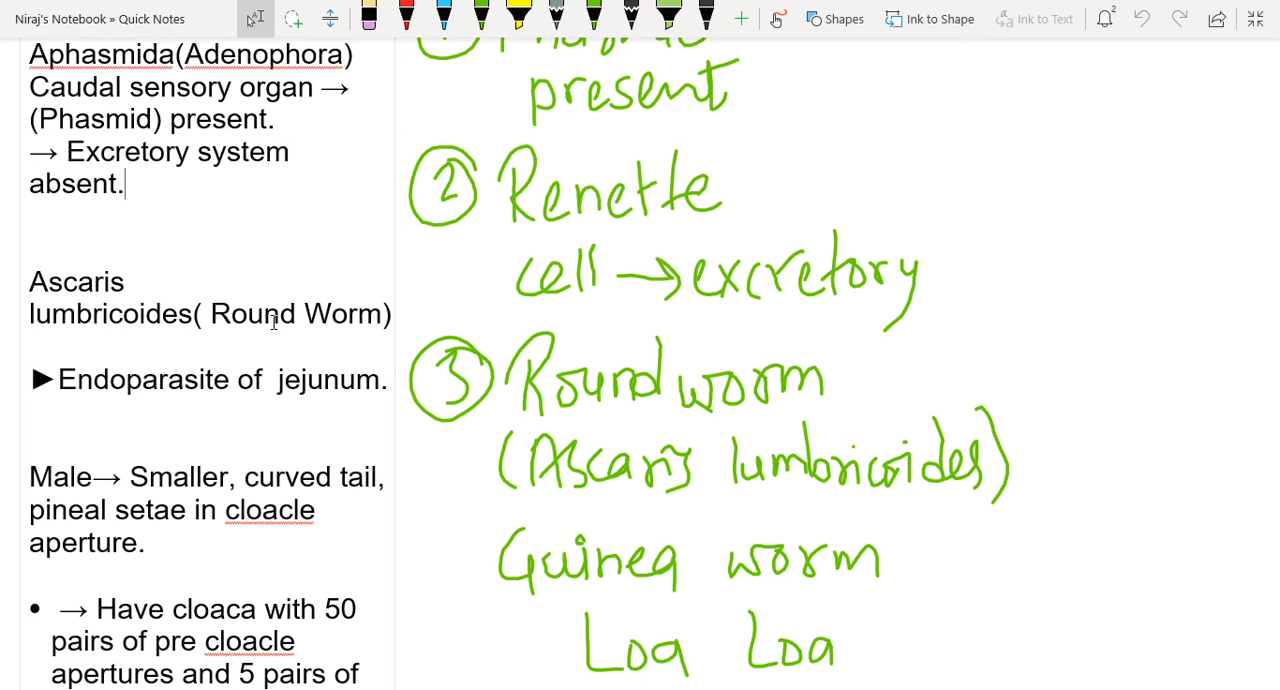 Niraj's Notebook » Quick Notes
Shapes
Ink to Shape
Ink to Text
2
Aphasmida(Adenophora)
Caudal sensory organ →
(Phasmid) present.
→ Excretory system
absent.
Ascaris
lumbricoides( Round Worm)
►Endoparasite of jejunum.
Male→ Smaller, curved tail,
pineal setae in cloacle
aperture.
• → Have cloaca with 50
pairs of pre cloacle
apertures and 5 pairs of
present
② Renette
cell → excretory
③ Round worm
(Ascaris lumbricoides)
Guinea worm
Loa Loa